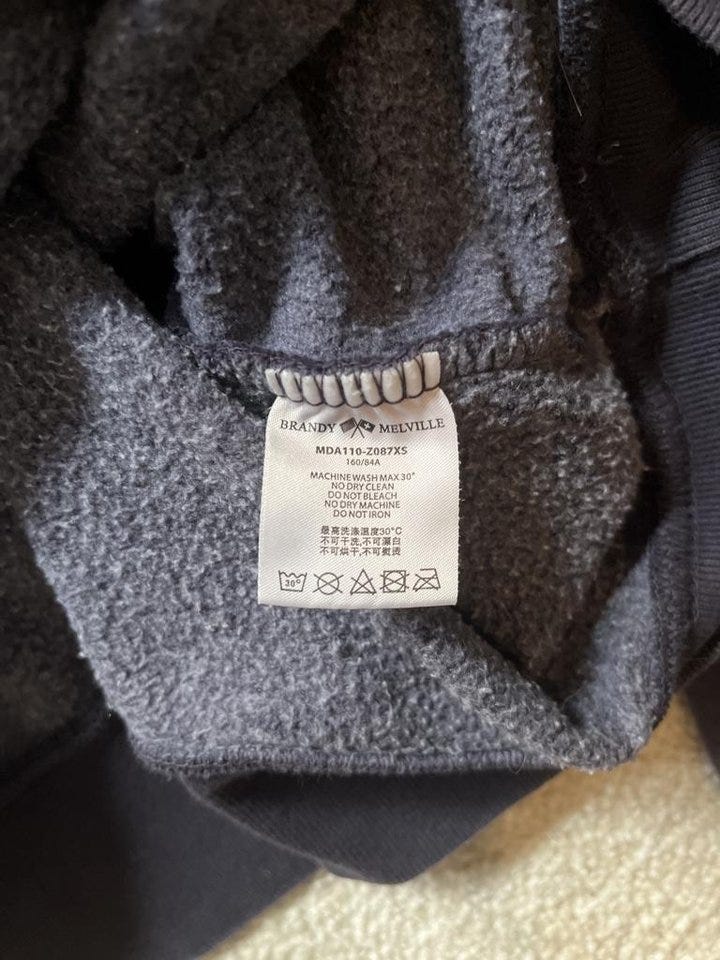 BRANDY MELVILLE
MDA110-Z087XS
160/84A
MACHINE WASH MAX 30°
NO DRY CLEAN
DO NOT BLEACH
NO DRY MACHINE
DO NOT IRON
最高洗涤温度30°C
不可干洗,不可漂白
不可烘干,不可熨烫
30°